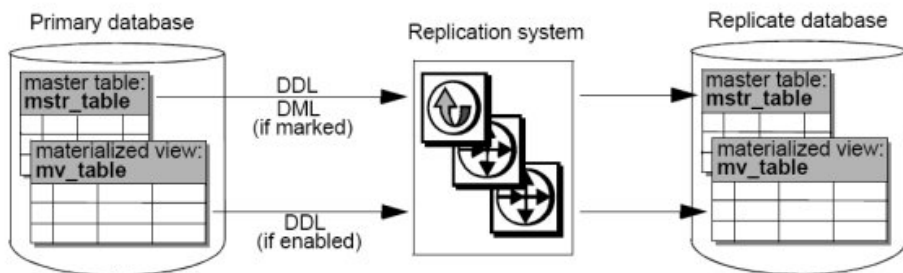 Primary database
Replication system
Replicate database
master table:
mstr_table
materialized view:
mv_table
DDL
DML
(if marked)
DDL
(if enabled)
master table:
mstr_table
materialized view:
mv_table